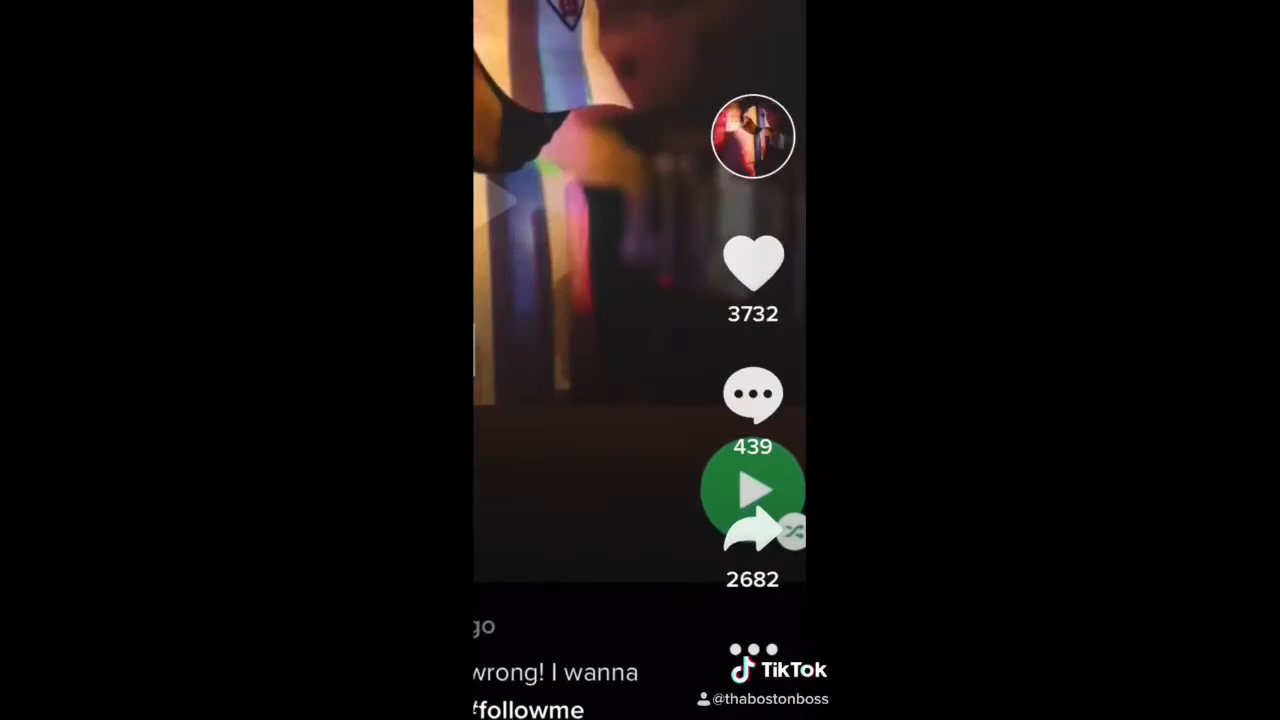 3732
439
2682
go
wrong! I wanna
#followme
TikTok
@thabostonboss